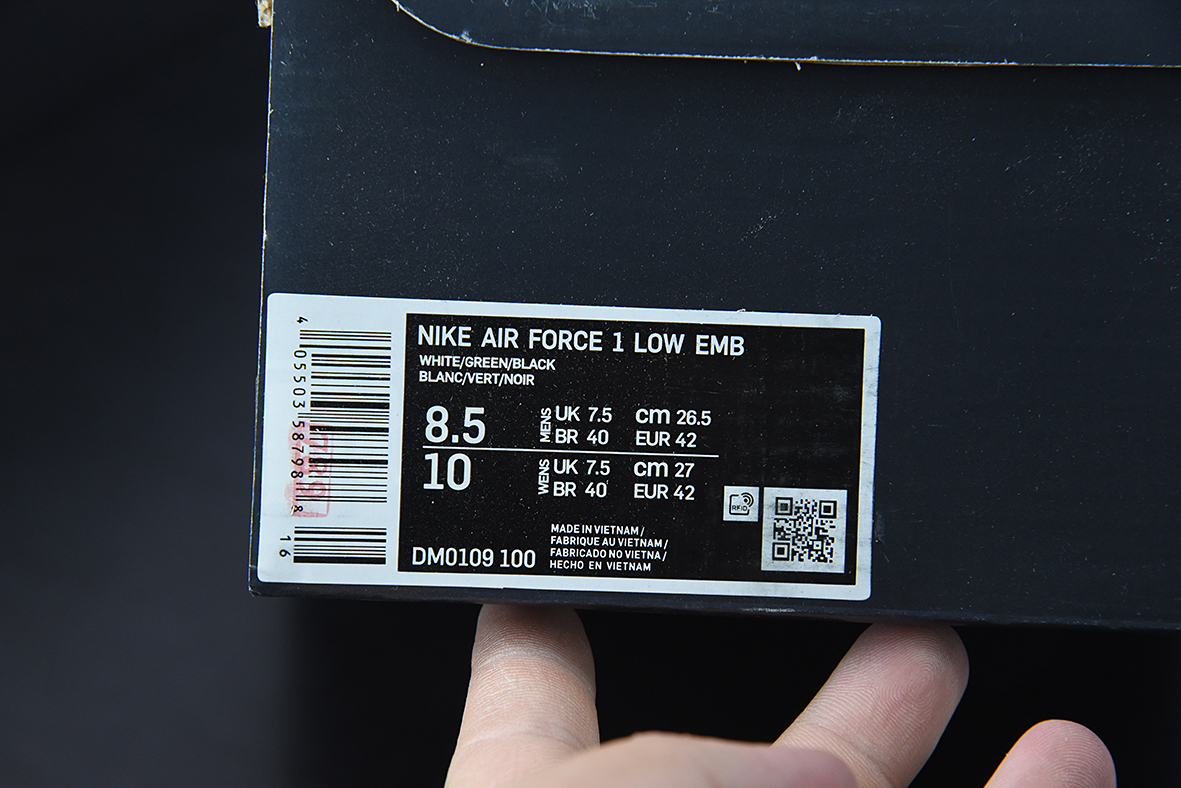 NIKE AIR FORCE 1 LOW EMB
WHITE/GREEN/BLACK
BLANC/VERT/NOIR
8.5
MENS
UK 7.5 cm 26.5
BR 40 EUR 42
10
WENS
UK 7.5 cm 27
BR 40 EUR 42
RFID
MADE IN VIETNAM /
FABRIQUE AU VIETNAM /
FABRICADO NO VIETNA /
HECHO EN VIETNAM
DM0109 100
4 05503 58798 8
16